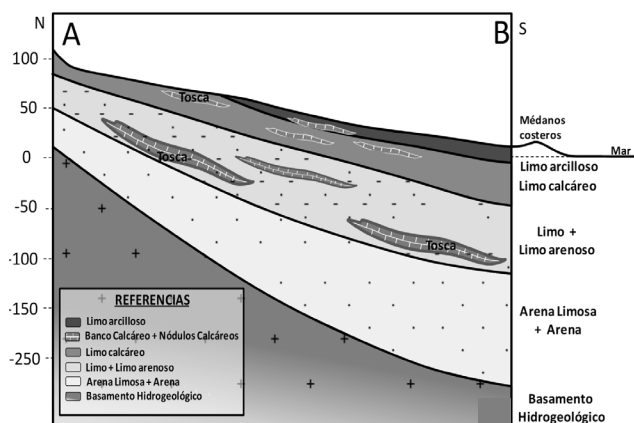 N
A
B
S
100
50
0
-50
-100
-150
-250
Tosca
Tosca
Tosca
Médanos
costeros
Mar
Limo arcilloso
Limo calcáreo
Limo +
Limo arenoso
Arena Limosa
+ Arena
Basamento
Hidrogeológico
REFERENCIAS
Limo arcilloso
Banco Calcáreo + Nódulos Calcáreos
Limo calcáreo
Limo + Limo arenoso
Arena Limosa + Arena
Basamento Hidrogeológico